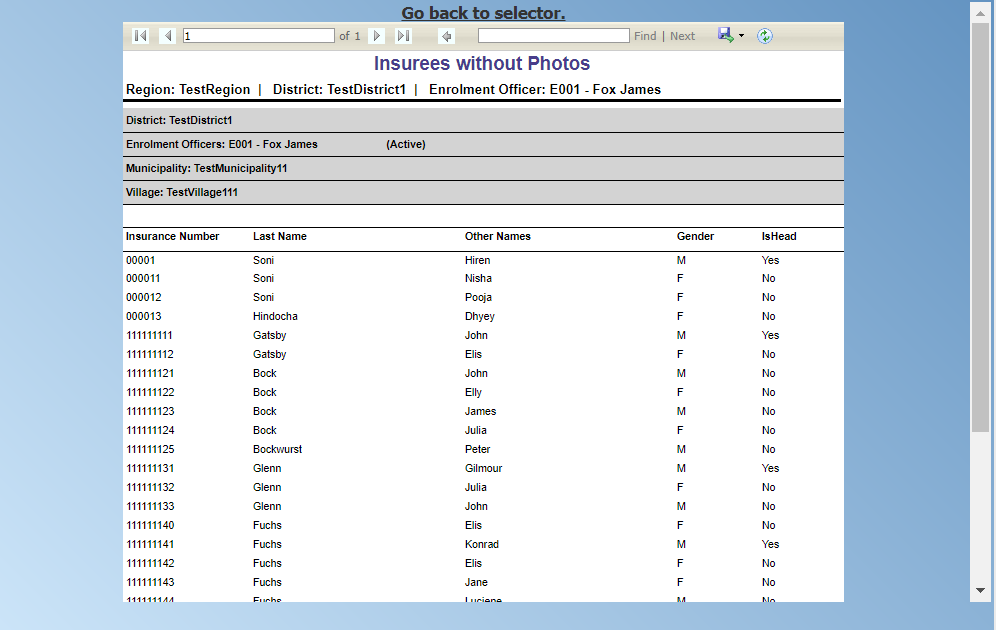 Go back to selector.
1 of 1 Find | Next
Insurees without Photos
Region: TestRegion | District: TestDistrict1 | Enrolment Officer: E001 - Fox James
District: TestDistrict1
Enrolment Officers: E001 - Fox James (Active)
Municipality: TestMunicipality11
Village: TestVillage111
Insurance Number Last Name Other Names Gender IsHead
00001 Soni Hiren M Yes
000011 Soni Nisha F No
000012 Soni Pooja F No
000013 Hindocha Dhyey F No
111111111 Gatsby John M Yes
111111112 Gatsby Elis F No
111111121 Bock John M No
111111122 Bock Elly F No
111111123 Bock James M No
111111124 Bock Julia F No
111111125 Bockwurst Peter M No
111111131 Glenn Gilmour M Yes
111111132 Glenn Julia F No
111111133 Glenn John M No
111111140 Fuchs Elis F No
111111141 Fuchs Konrad M Yes
111111142 Fuchs Elis F No
111111143 Fuchs Jane F No
111111144 Fuchs Luciene M No